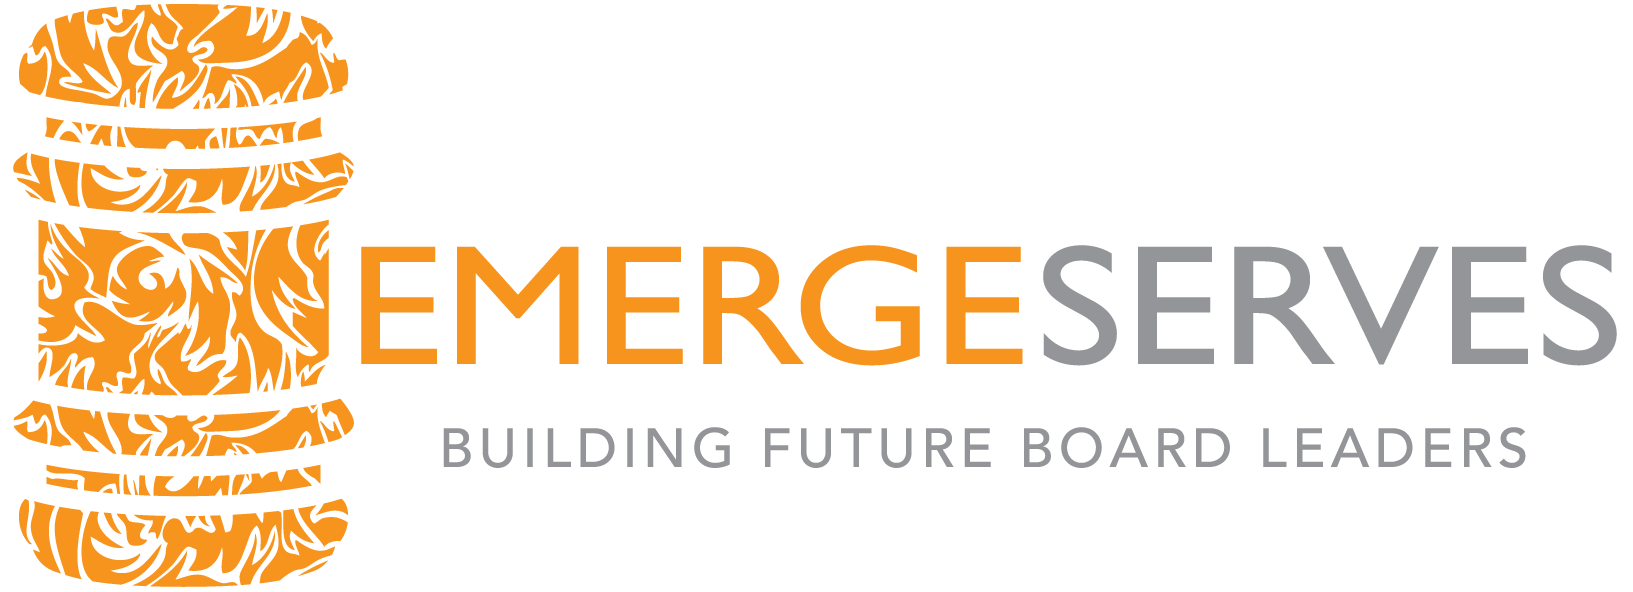 EMERGESERVES
BUILDING FUTURE BOARD LEADERS